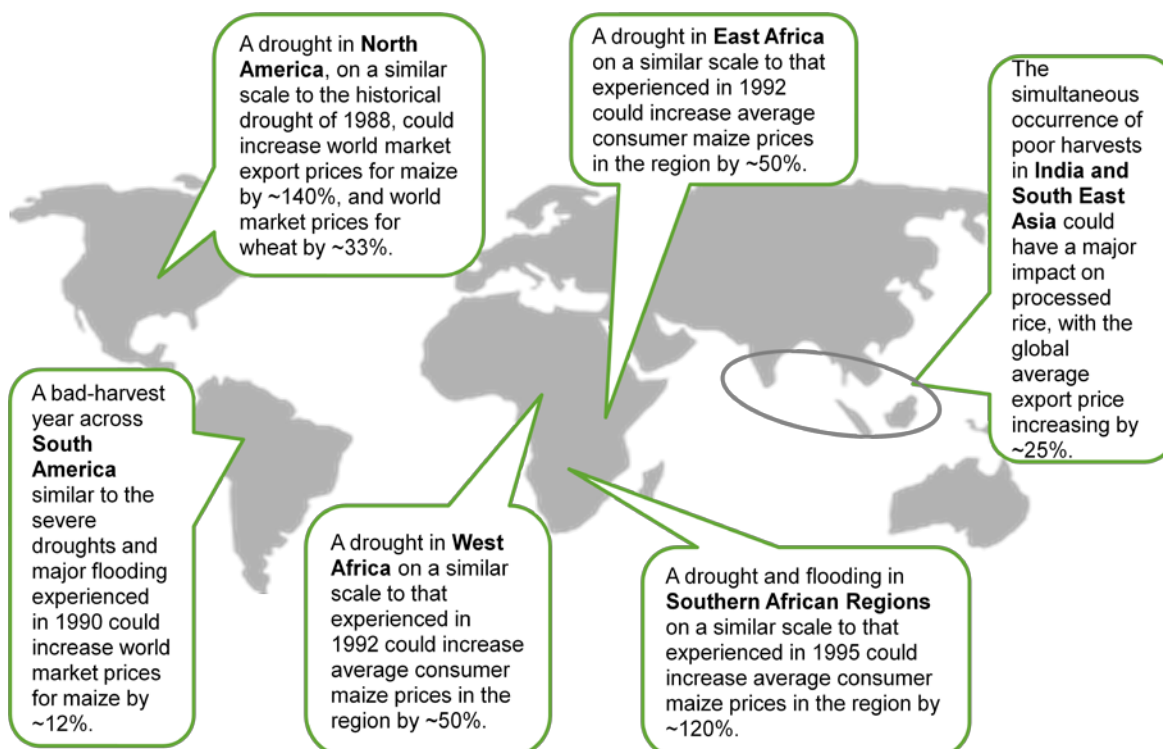 A drought in North
America, on a similar
scale to the historical
drought of 1988, could
increase world market
export prices for maize
by ~140%, and world
market prices for
wheat by ~33%.
A drought in East Africa
on a similar scale to that
experienced in 1992
could increase average
consumer maize prices
in the region by ~50%.
The
simultaneous
occurrence of
poor harvests
in India and
South East
Asia could
have a major
impact on
processed
rice, with the
global
average
export price
increasing by
~25%.
A bad-harvest
year across
South
America
similar to the
severe
droughts and
major flooding
experienced
in 1990 could
increase world
market prices
for maize by
~12%.
A drought in West
Africa on a similar
scale to that
experienced in
1992 could increase
average consumer
maize prices in the
region by ~50%.
A drought and flooding in
Southern African Regions
on a similar scale to that
experienced in 1995 could
increase average consumer
maize prices in the region by
~120%.